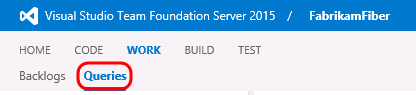 Visual Studio Team Foundation Server 2015 / FabrikamFiber
HOME CODE WORK BUILD TEST
Backlogs Queries